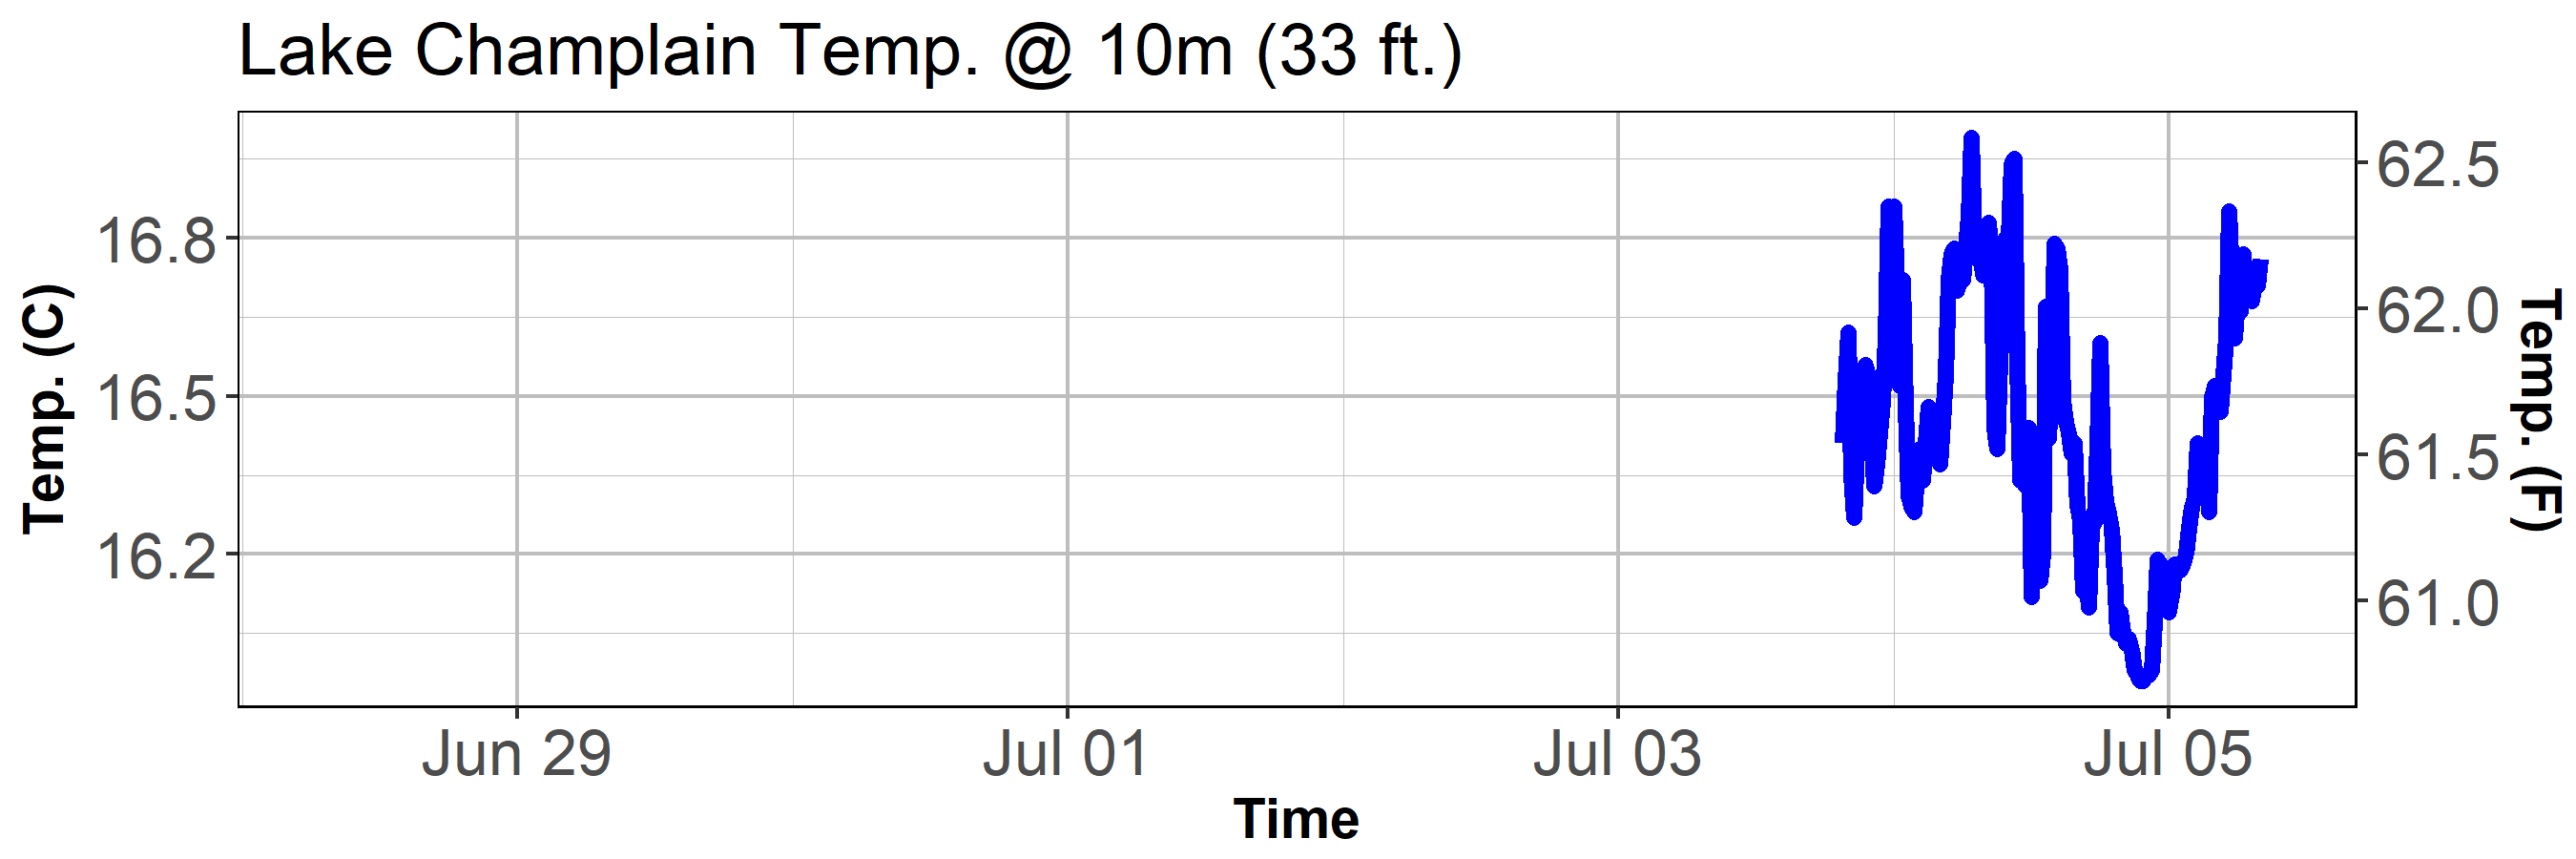 Lake Champlain Temp. @ 10m (33 ft.)
Temp. (C)
16.8
16.5
16.2
62.5
62.0
61.5
61.0
Temp. (F)
Jun 29
Jul 01
Jul 03
Jul 05
Time